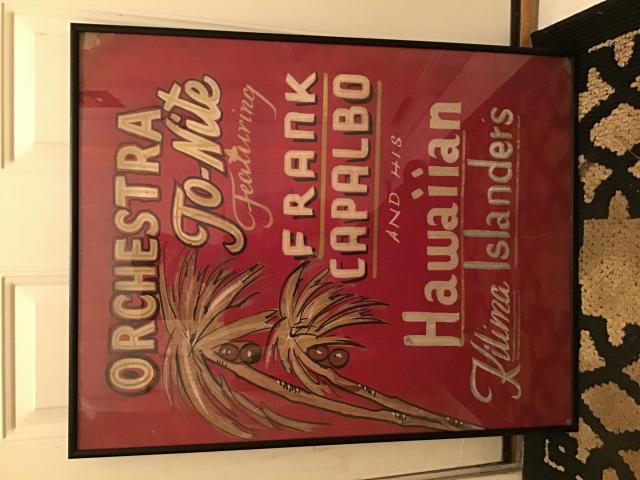 ORCHESTRA
To-Nite
Featuring
FRANK
CAPALBO
AND HIS
Hawaiian
Kilima Islanders